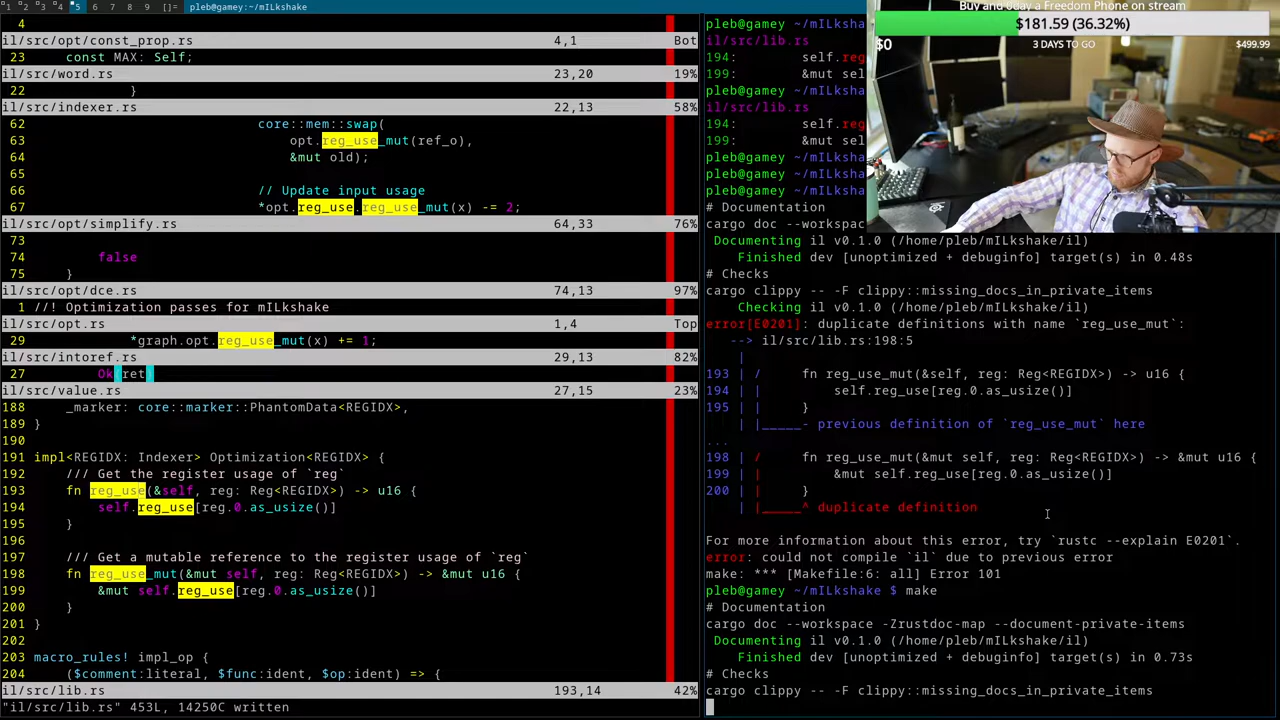 1 2 3 4 5 6 7 8 9 []= pleb@gamey:~/mILkshake
4
il/src/opt/const_prop.rs 4,1 Bot
23 const MAX: Self;
il/src/word.rs 23,20 19%
22 }
il/src/indexer.rs 22,13 58%
62 core::mem::swap(
63 opt.reg_use_mut(ref_o),
64 &mut old);
65
66 // Update input usage
67 *opt.reg_use.reg_use_mut(x) -= 2;
il/src/opt/simplify.rs 64,33 76%
73
74 false
75 }
il/src/opt/dce.rs 74,13 97%
1 //! Optimization passes for mILkshake
il/src/opt.rs 1,4 Top
29 *graph.opt.reg_use_mut(x) += 1;
il/src/intoref.rs 29,13 82%
27 Ok(ret)
il/src/value.rs 27,15 23%
188 _marker: core::marker::PhantomData<REGIDX>,
189 }
190
191 impl<REGIDX: Indexer> Optimization<REGIDX> {
192 /// Get the register usage of `reg`
193 fn reg_use(&self, reg: Reg<REGIDX>) -> u16 {
194 self.reg_use[reg.0.as_usize()]
195 }
196
197 /// Get a mutable reference to the register usage of `reg`
198 fn reg_use_mut(&mut self, reg: Reg<REGIDX>) -> &mut u16 {
199 &mut self.reg_use[reg.0.as_usize()]
200 }
201 }
202
203 macro_rules! impl_op {
204 ($comment:literal, $func:ident, $op:ident) => {
il/src/lib.rs 193,14 42%
"il/src/lib.rs" 453L, 14250C written
pleb@gamey ~/mILksha
il/src/lib.rs
194: self.reg
199: &mut sel
pleb@gamey ~/mILksha
il/src/lib.rs
194: self.reg
199: &mut sel
pleb@gamey ~/mILksha
pleb@gamey ~/mILksha
pleb@gamey ~/mILksha
# Documentation
cargo doc --workspac
Documenting il v0.1.0 (/home/pleb/mILkshake/il)
Finished dev [unoptimized + debuginfo] target(s) in 0.48s
# Checks
cargo clippy -- -F clippy::missing_docs_in_private_items
Checking il v0.1.0 (/home/pleb/mILkshake/il)
error[E0201]: duplicate definitions with name `reg_use_mut`:
--> il/src/lib.rs:198:5
|
193 | / fn reg_use_mut(&self, reg: Reg<REGIDX>) -> u16 {
194 | | self.reg_use[reg.0.as_usize()]
195 | | }
| |_____- previous definition of `reg_use_mut` here
...
198 | / fn reg_use_mut(&mut self, reg: Reg<REGIDX>) -> &mut u16 {
199 | | &mut self.reg_use[reg.0.as_usize()]
200 | | }
| |_____^ duplicate definition
For more information about this error, try `rustc --explain E0201`.
error: could not compile `il` due to previous error
make: *** [Makefile:6: all] Error 101
pleb@gamey ~/mILkshake $ make
# Documentation
cargo doc --workspace -Zrustdoc-map --document-private-items
Documenting il v0.1.0 (/home/pleb/mILkshake/il)
Finished dev [unoptimized + debuginfo] target(s) in 0.73s
# Checks
cargo clippy -- -F clippy::missing_docs_in_private_items
Buy and 0day a Freedom Phone on stream
$181.59 (36.32%)
$0 3 DAYS TO GO $499.99